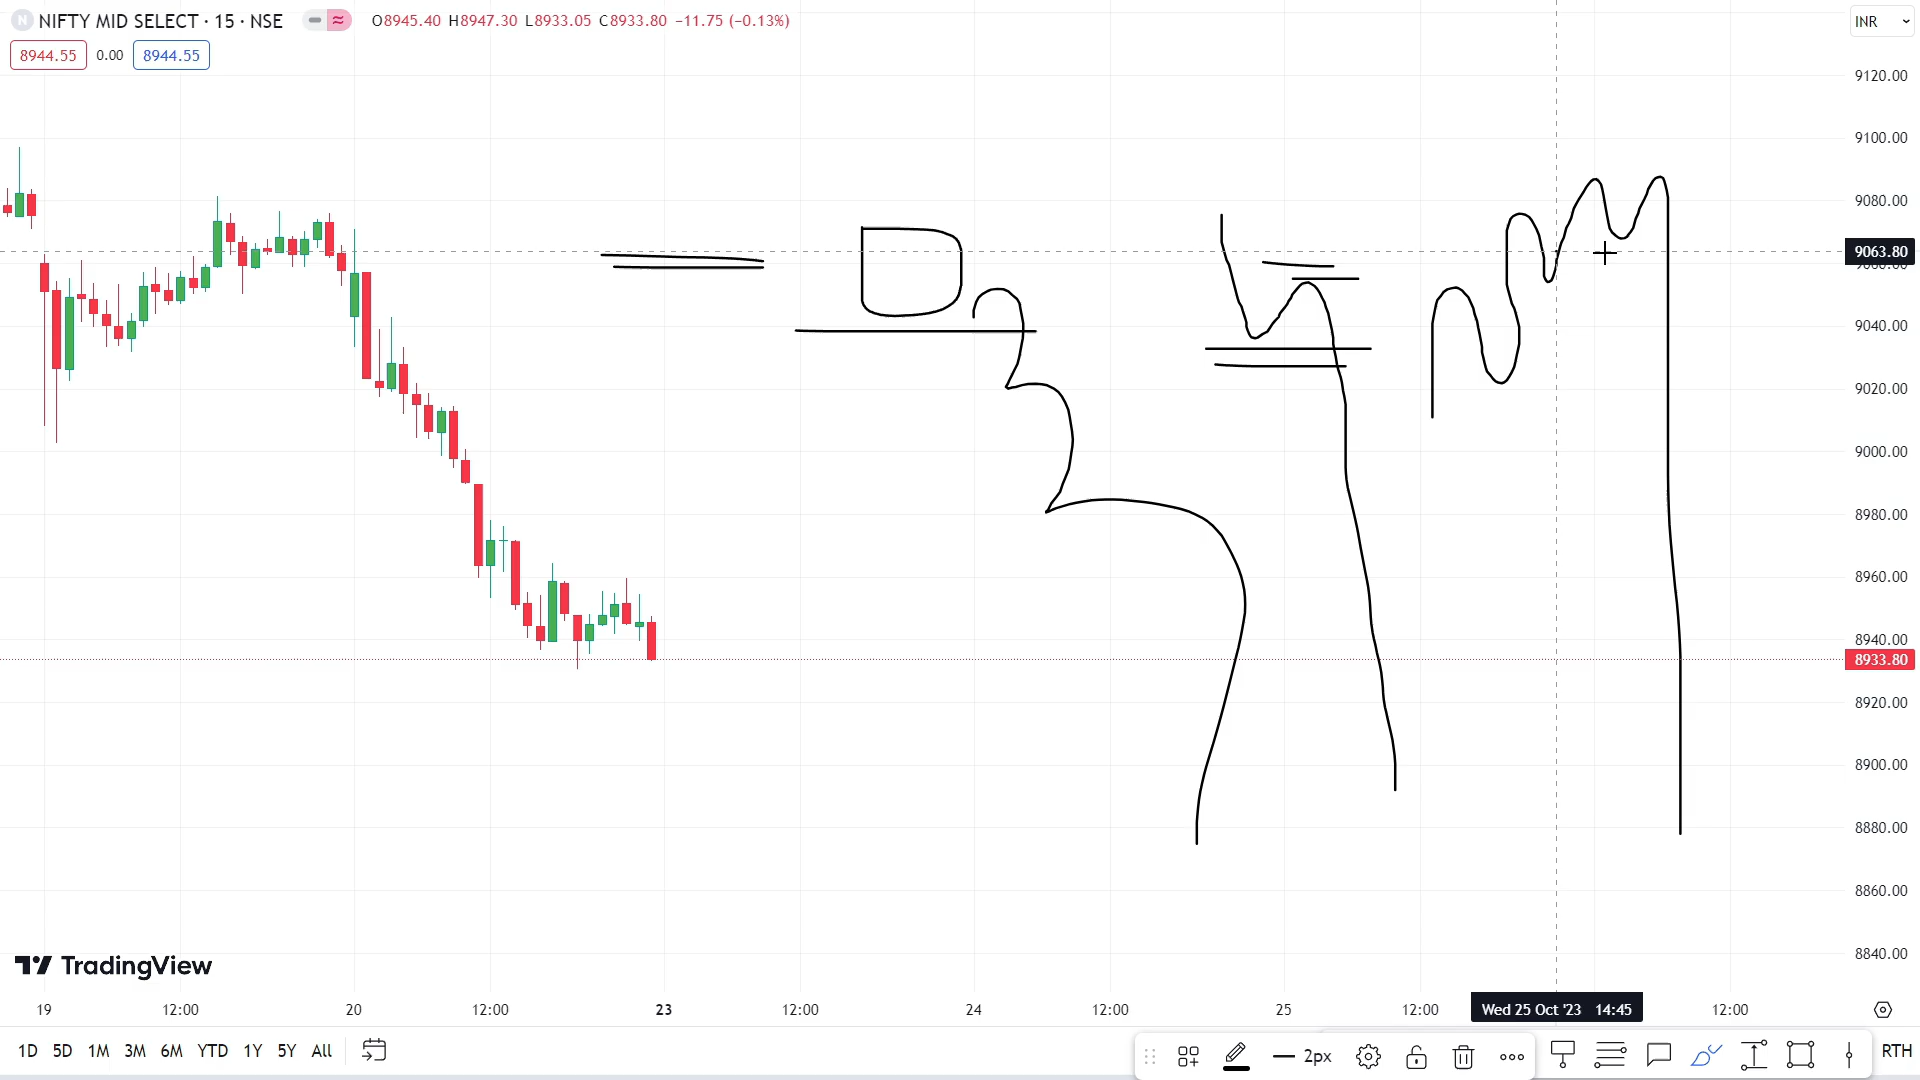 NIFTY MID SELECT · 15 · NSE O8945.40 H8947.30 L8933.05 C8933.80 −11.75 (−0.13%)
INR
8944.55 0.00 8944.55
9120.00
9100.00
9080.00
9063.80
9060.00
9040.00
9020.00
9000.00
8980.00
8960.00
8940.00
8933.80
8920.00
8900.00
8880.00
8860.00
8840.00
TradingView
19 12:00 20 12:00 23 12:00 24 12:00 25 12:00 Wed 25 Oct '23 14:45 12:00
1D 5D 1M 3M 6M YTD 1Y 5Y All
2px
RTH